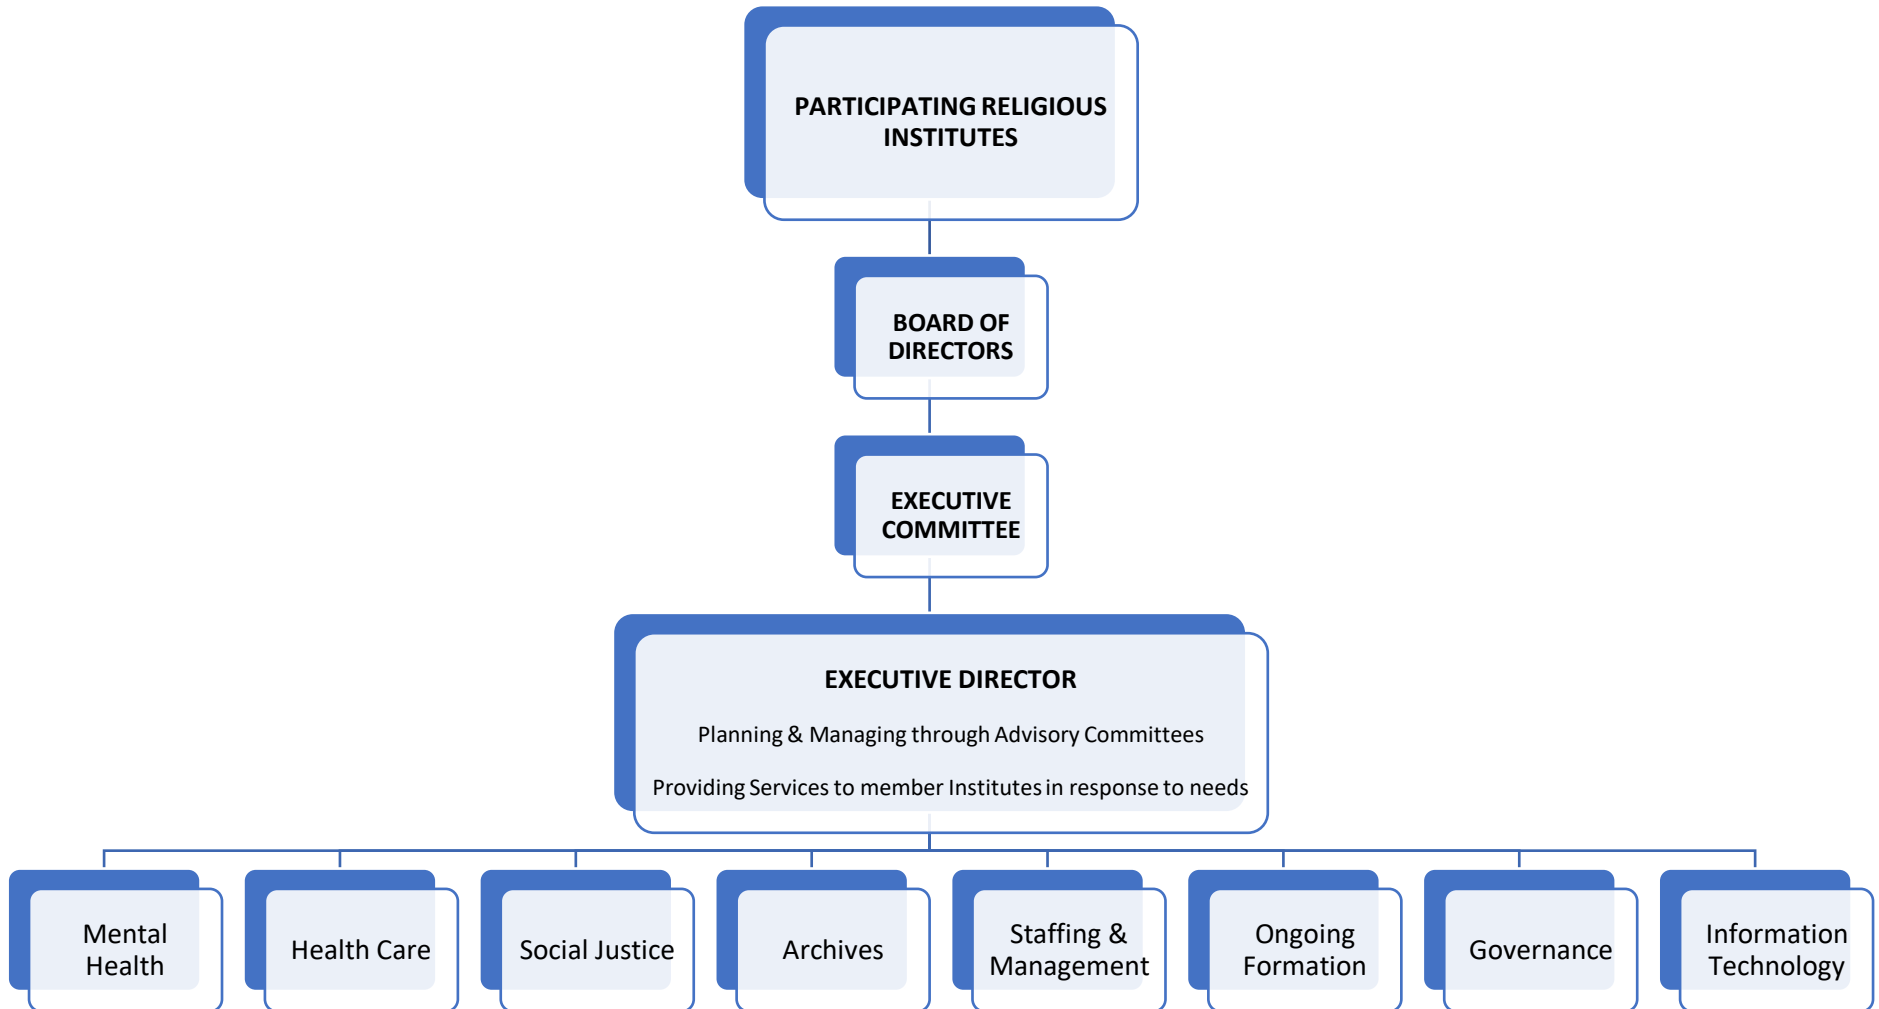 PARTICIPATING RELIGIOUS
INSTITUTES
BOARD OF
DIRECTORS
EXECUTIVE
COMMITTEE
EXECUTIVE DIRECTOR
Planning & Managing through Advisory Committees
Providing Services to member Institutes in response to needs
Mental
Health
Health Care
Social Justice
Archives
Staffing &
Management
Ongoing
Formation
Governance
Information
Technology